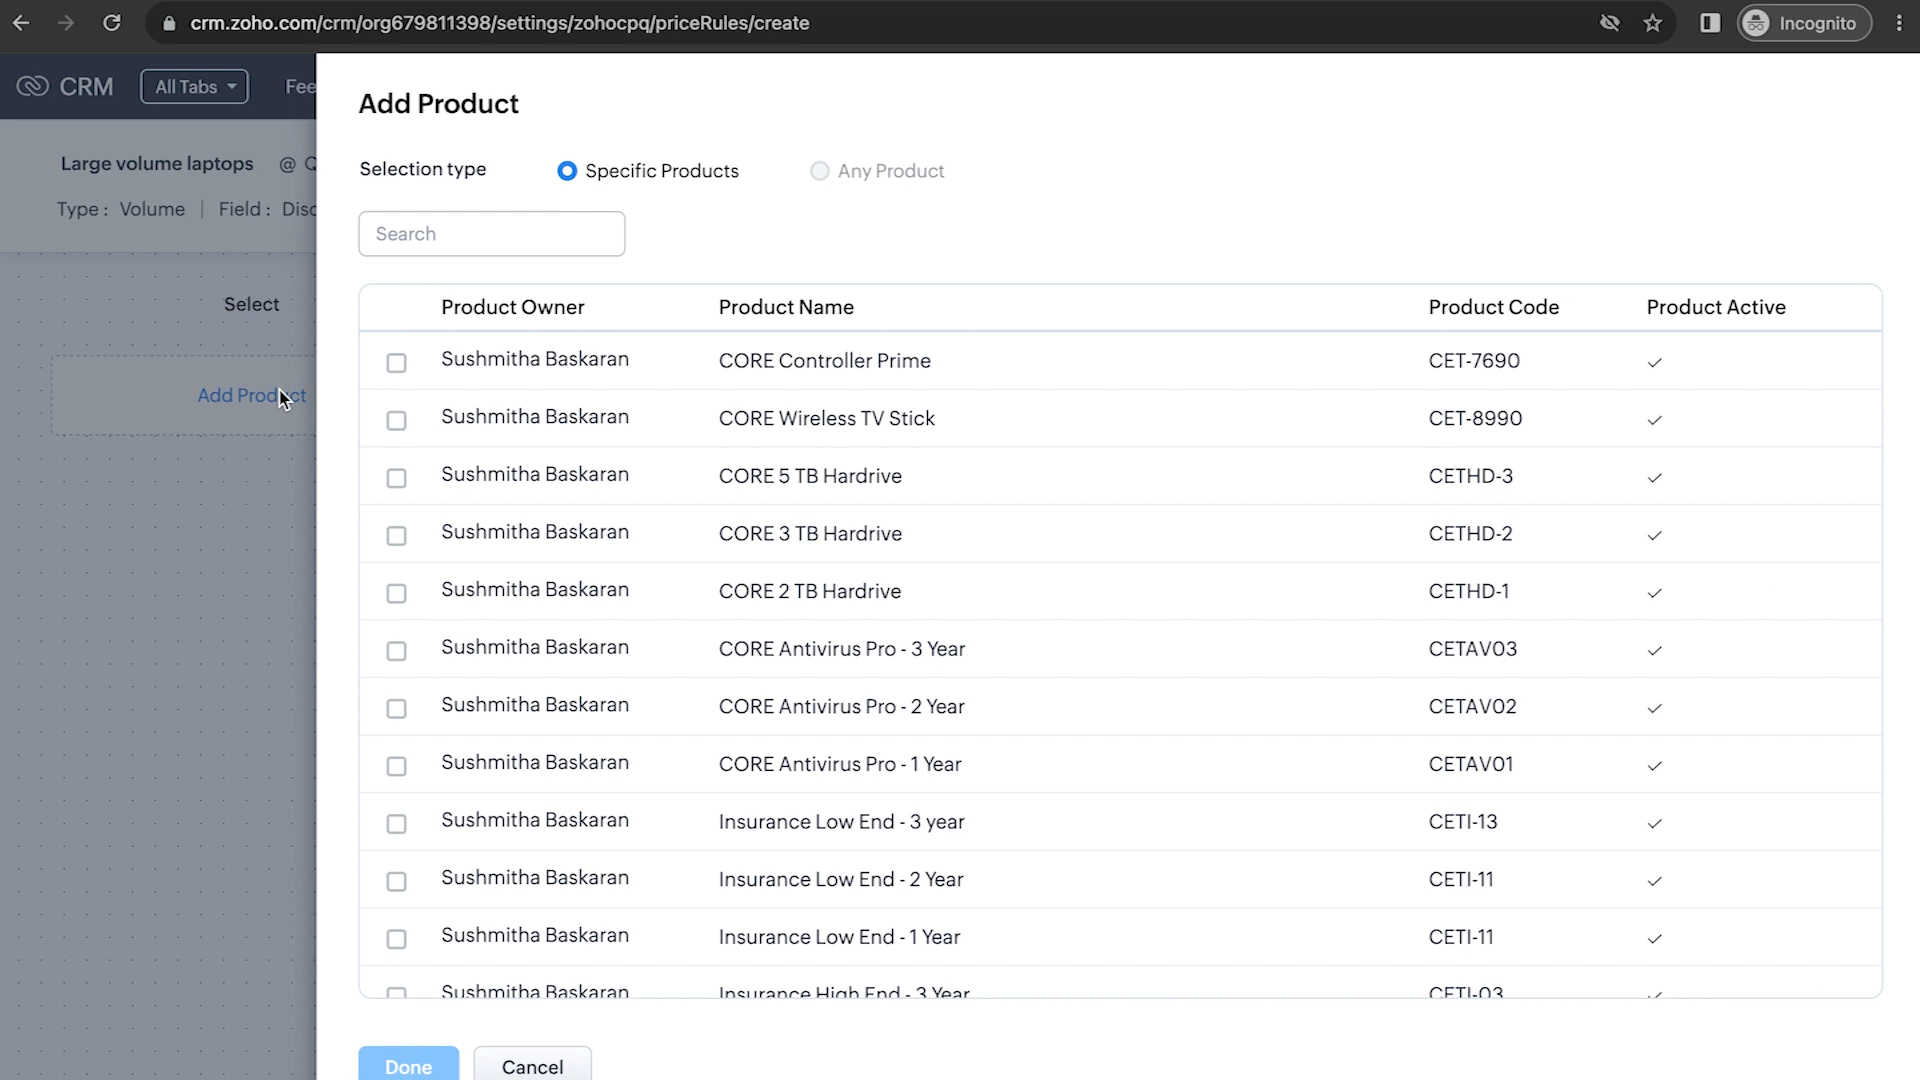 crm.zoho.com/crm/org679811398/settings/zohocpq/priceRules/create
Incognito
CRM
All Tabs
Fee
Large volume laptops @ Q
Type : Volume | Field : Disc
Select
Add Product
Add Product
Selection type
Specific Products
Any Product
Search
Product Owner Product Name Product Code Product Active
Sushmitha Baskaran CORE Controller Prime CET-7690
Sushmitha Baskaran CORE Wireless TV Stick CET-8990
Sushmitha Baskaran CORE 5 TB Hardrive CETHD-3
Sushmitha Baskaran CORE 3 TB Hardrive CETHD-2
Sushmitha Baskaran CORE 2 TB Hardrive CETHD-1
Sushmitha Baskaran CORE Antivirus Pro - 3 Year CETAV03
Sushmitha Baskaran CORE Antivirus Pro - 2 Year CETAV02
Sushmitha Baskaran CORE Antivirus Pro - 1 Year CETAV01
Sushmitha Baskaran Insurance Low End - 3 year CETI-13
Sushmitha Baskaran Insurance Low End - 2 Year CETI-11
Sushmitha Baskaran Insurance Low End - 1 Year CETI-11
Sushmitha Baskaran Insurance High End - 3 Year CETI-03
Done
Cancel